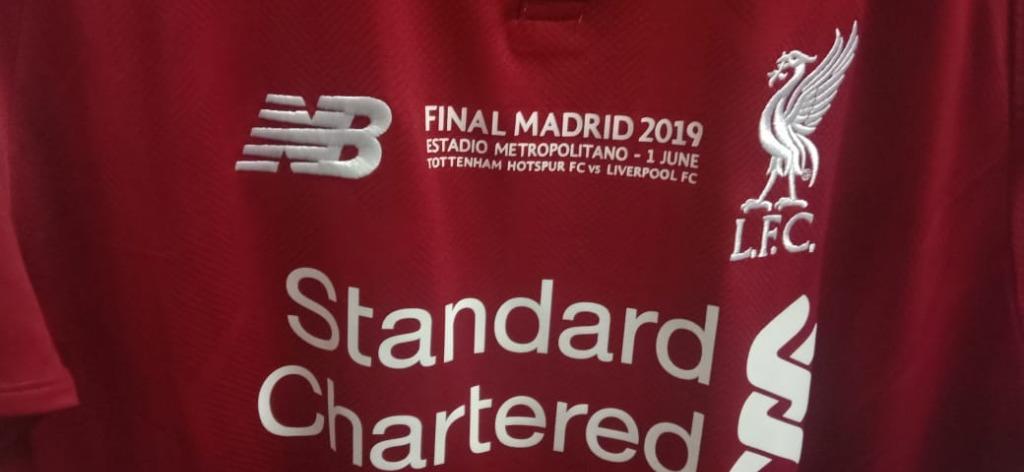 NB
FINAL MADRID 2019
ESTADIO METROPOLITANO - 1 JUNE
TOTTENHAM HOTSPUR FC vs LIVERPOOL FC
L.F.C.
Standard
Chartered